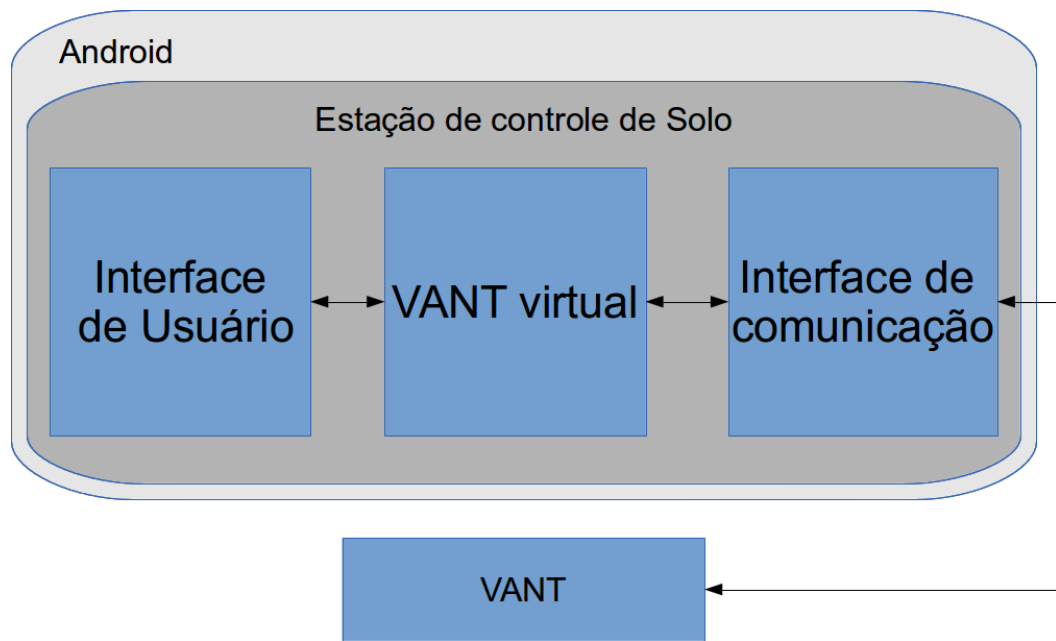 Android
Estação de controle de Solo
Interface
de Usuário
VANT virtual
Interface de
comunicação
VANT